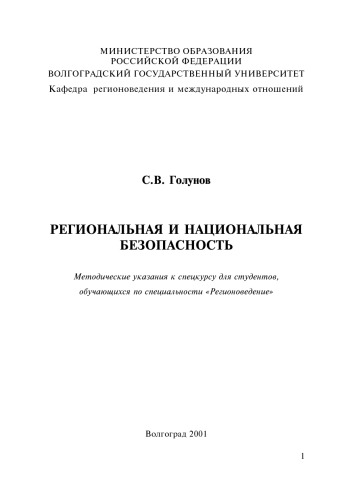 МИНИСТЕРСТВО ОБРАЗОВАНИЯ
РОССИЙСКОЙ ФЕДЕРАЦИИ
ВОЛГОГРАДСКИЙ ГОСУДАРСТВЕННЫЙ УНИВЕРСИТЕТ
Кафедра регионоведения и международных отношений
С.В. Голунов
РЕГИОНАЛЬНАЯ И НАЦИОНАЛЬНАЯ
БЕЗОПАСНОСТЬ
Методические указания к спецкурсу для студентов,
обучающихся по специальности «Регионоведение»
Волгоград 2001
1